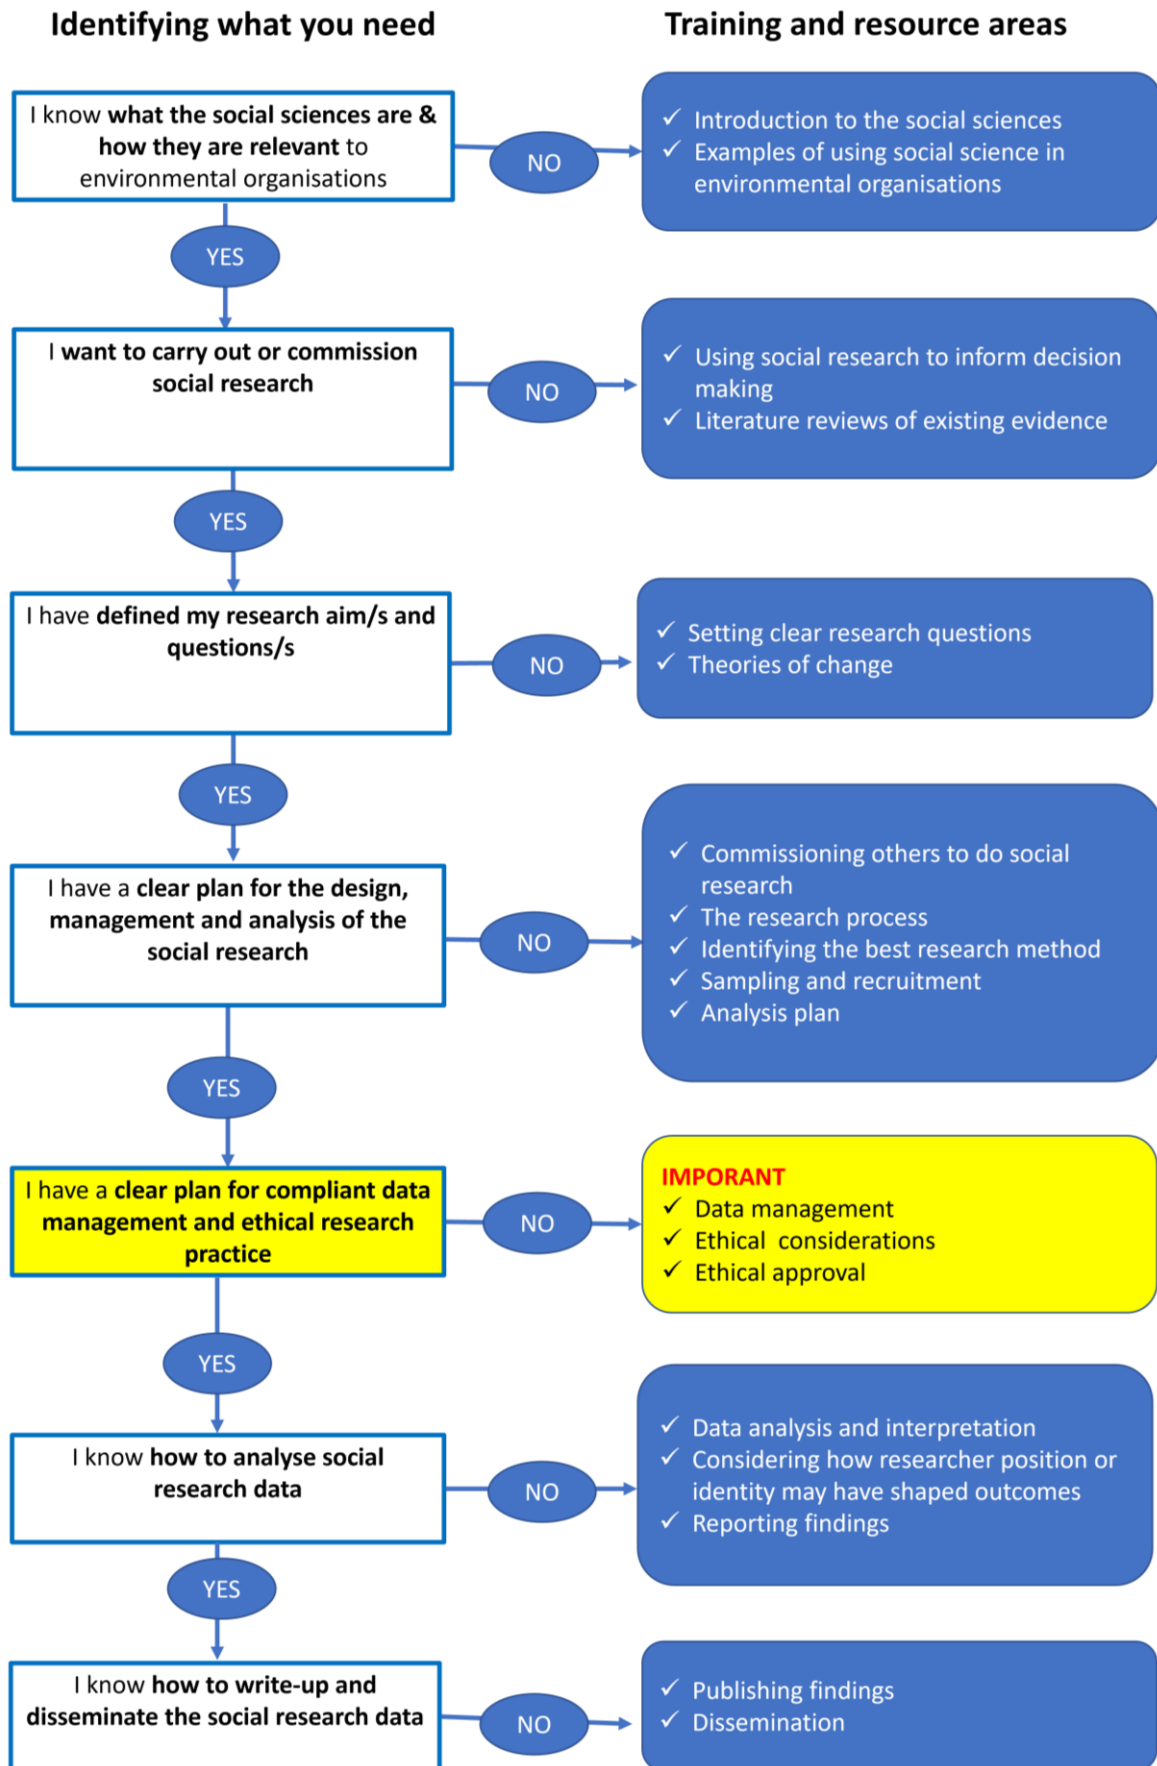 Identifying what you need
Training and resource areas
I know what the social sciences are &
how they are relevant to
environmental organisations
NO
✓ Introduction to the social sciences
✓ Examples of using social science in
environmental organisations
YES
I want to carry out or commission
social research
NO
✓ Using social research to inform decision
making
✓ Literature reviews of existing evidence
YES
I have defined my research aim/s and
questions/s
NO
✓ Setting clear research questions
✓ Theories of change
YES
I have a clear plan for the design,
management and analysis of the
social research
NO
✓ Commissioning others to do social
research
✓ The research process
✓ Identifying the best research method
✓ Sampling and recruitment
✓ Analysis plan
YES
I have a clear plan for compliant data
management and ethical research
practice
NO
IMPORANT
✓ Data management
✓ Ethical considerations
✓ Ethical approval
YES
I know how to analyse social
research data
NO
✓ Data analysis and interpretation
✓ Considering how researcher position or
identity may have shaped outcomes
✓ Reporting findings
YES
I know how to write-up and
disseminate the social research data
NO
✓ Publishing findings
✓ Dissemination